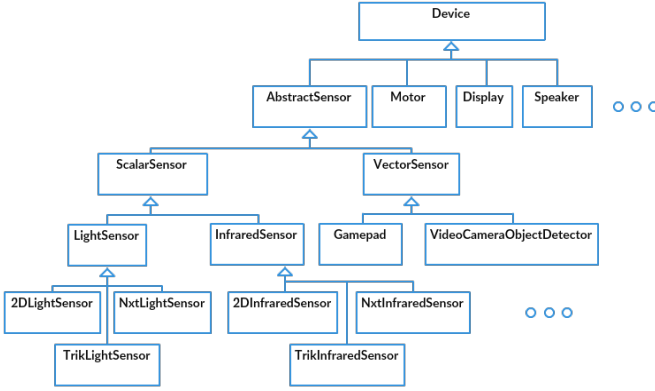 Device
AbstractSensor
Motor
Display
Speaker
ScalarSensor
VectorSensor
LightSensor
InfraredSensor
Gamepad
VideoCameraObjectDetector
2DLightSensor
NxtLightSensor
2DInfraredSensor
NxtInfraredSensor
TrikLightSensor
TrikInfraredSensor